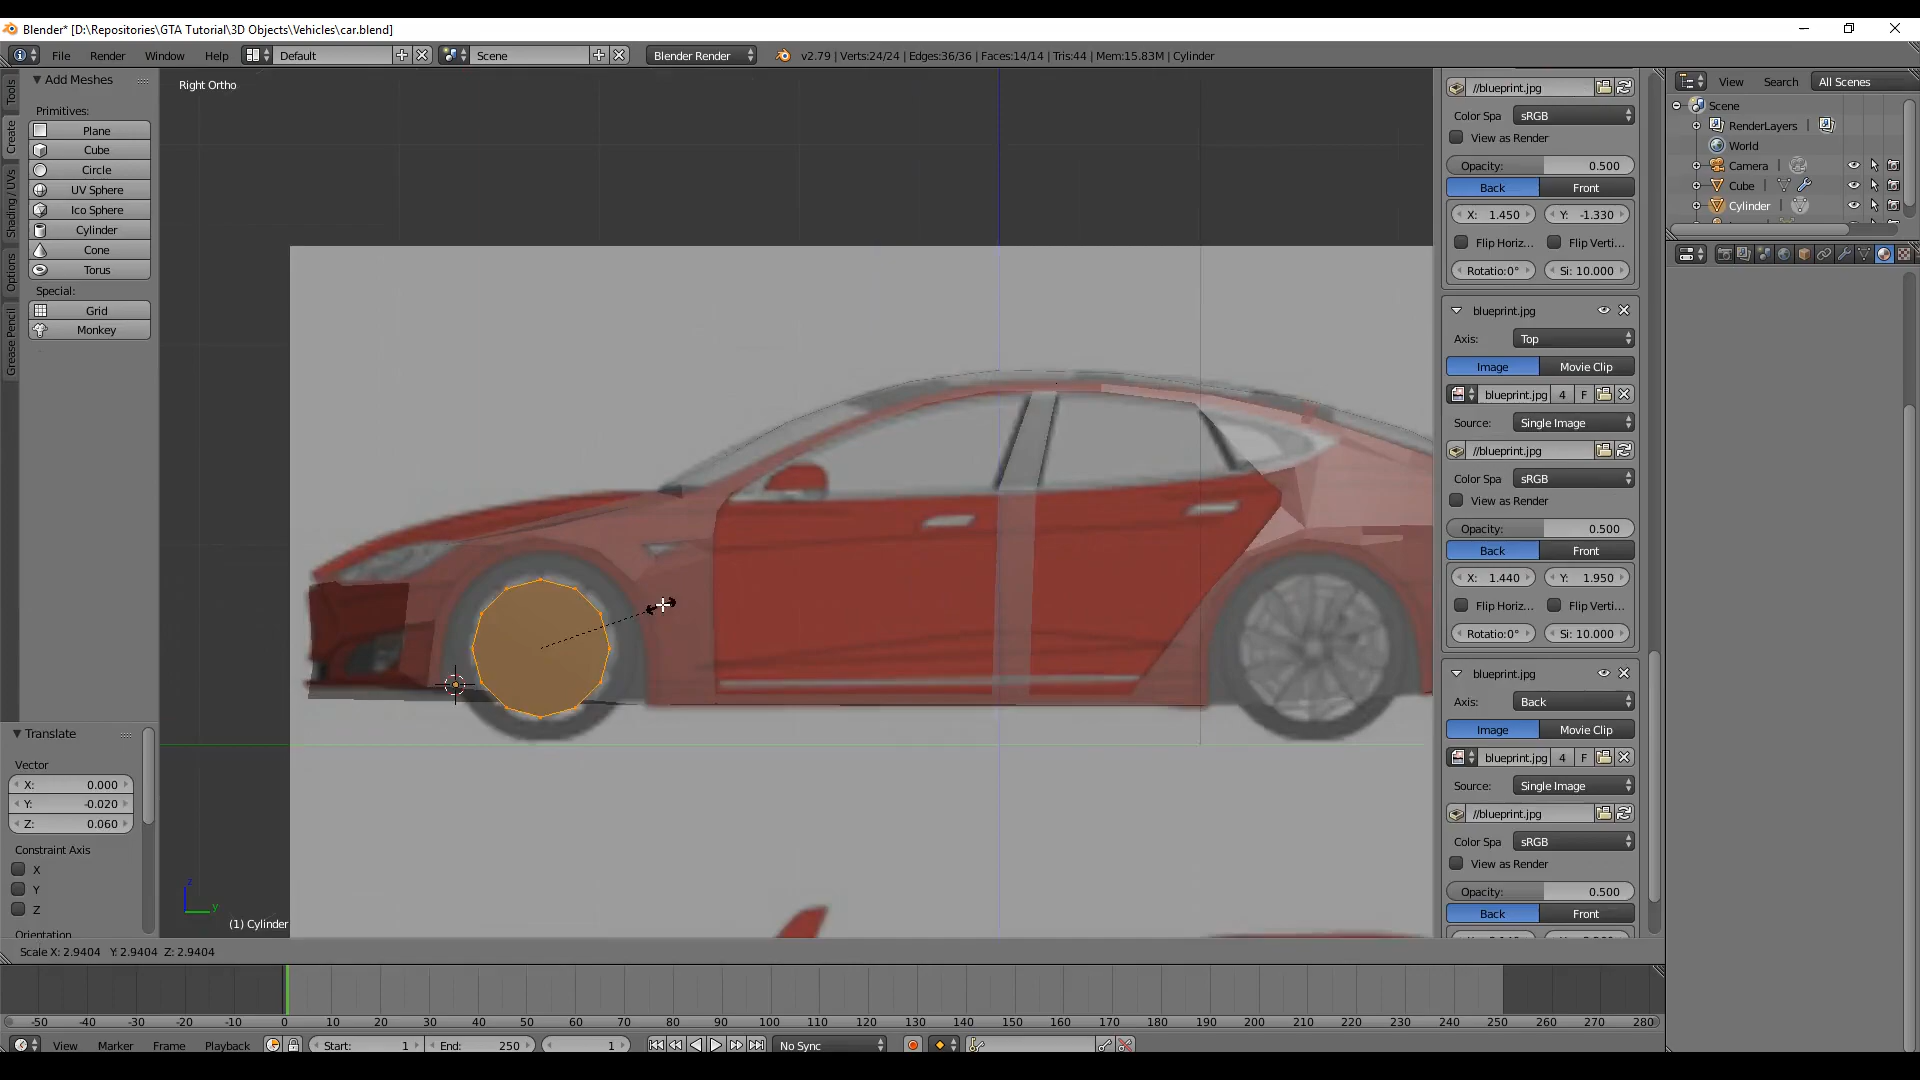 Blender* [D:\Repositories\GTA Tutorial\3D Objects\Vehicles\car.blend]
File Render Window Help Default Scene Blender Render v2.79 | Verts:24/24 | Edges:36/36 | Faces:14/14 | Tris:44 | Mem:15.83M | Cylinder
Tools
Create
Shading / UVs
Options
Grease Pencil
Add Meshes
Primitives:
Plane
Cube
Circle
UV Sphere
Ico Sphere
Cylinder
Cone
Torus
Special:
Grid
Monkey
Translate
Vector
X: 0.000
Y: -0.020
Z: 0.060
Constraint Axis
X
Y
Z
Orientation
Right Ortho
z
y
(1) Cylinder
Scale X: 2.9404 Y: 2.9404 Z: 2.9404
//blueprint.jpg
Color Spa sRGB
View as Render
Opacity: 0.500
Back Front
X: 1.450 Y: -1.330
Flip Horiz... Flip Verti...
Rotatio:0° Si: 10.000
blueprint.jpg
Axis: Top
Image Movie Clip
blueprint.jpg 4 F
Source: Single Image
//blueprint.jpg
Color Spa sRGB
View as Render
Opacity: 0.500
Back Front
X: 1.440 Y: 1.950
Flip Horiz... Flip Verti...
Rotatio:0° Si: 10.000
blueprint.jpg
Axis: Back
Image Movie Clip
blueprint.jpg 4 F
Source: Single Image
//blueprint.jpg
Color Spa sRGB
View as Render
Opacity: 0.500
Back Front
View Search All Scenes
Scene
RenderLayers
World
Camera
Cube
Cylinder
-50 -40 -30 -20 -10 0 10 20 30 40 50 60 70 80 90 100 110 120 130 140 150 160 170 180 190 200 210 220 230 240 250 260 270 280
View Marker Frame Playback Start: 1 End: 250 1 No Sync